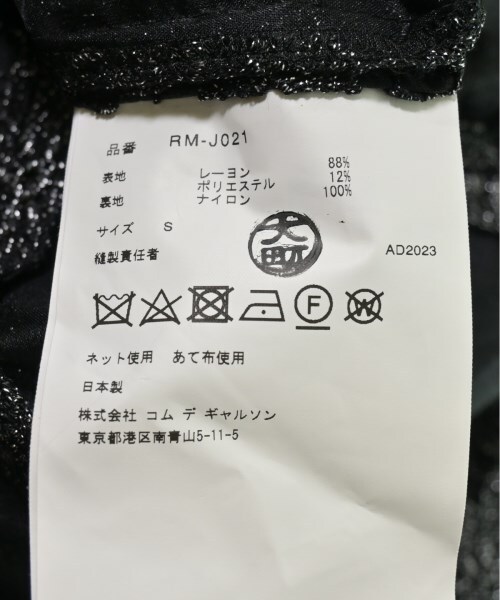 品番 RM-J021
表地 レーヨン 88%
ポリエステル 12%
裏地 ナイロン 100%
サイズ S
縫製責任者 大町 AD2023
F W
ネット使用 あて布使用
日本製
株式会社 コム デ ギャルソン
東京都港区南青山5-11-5